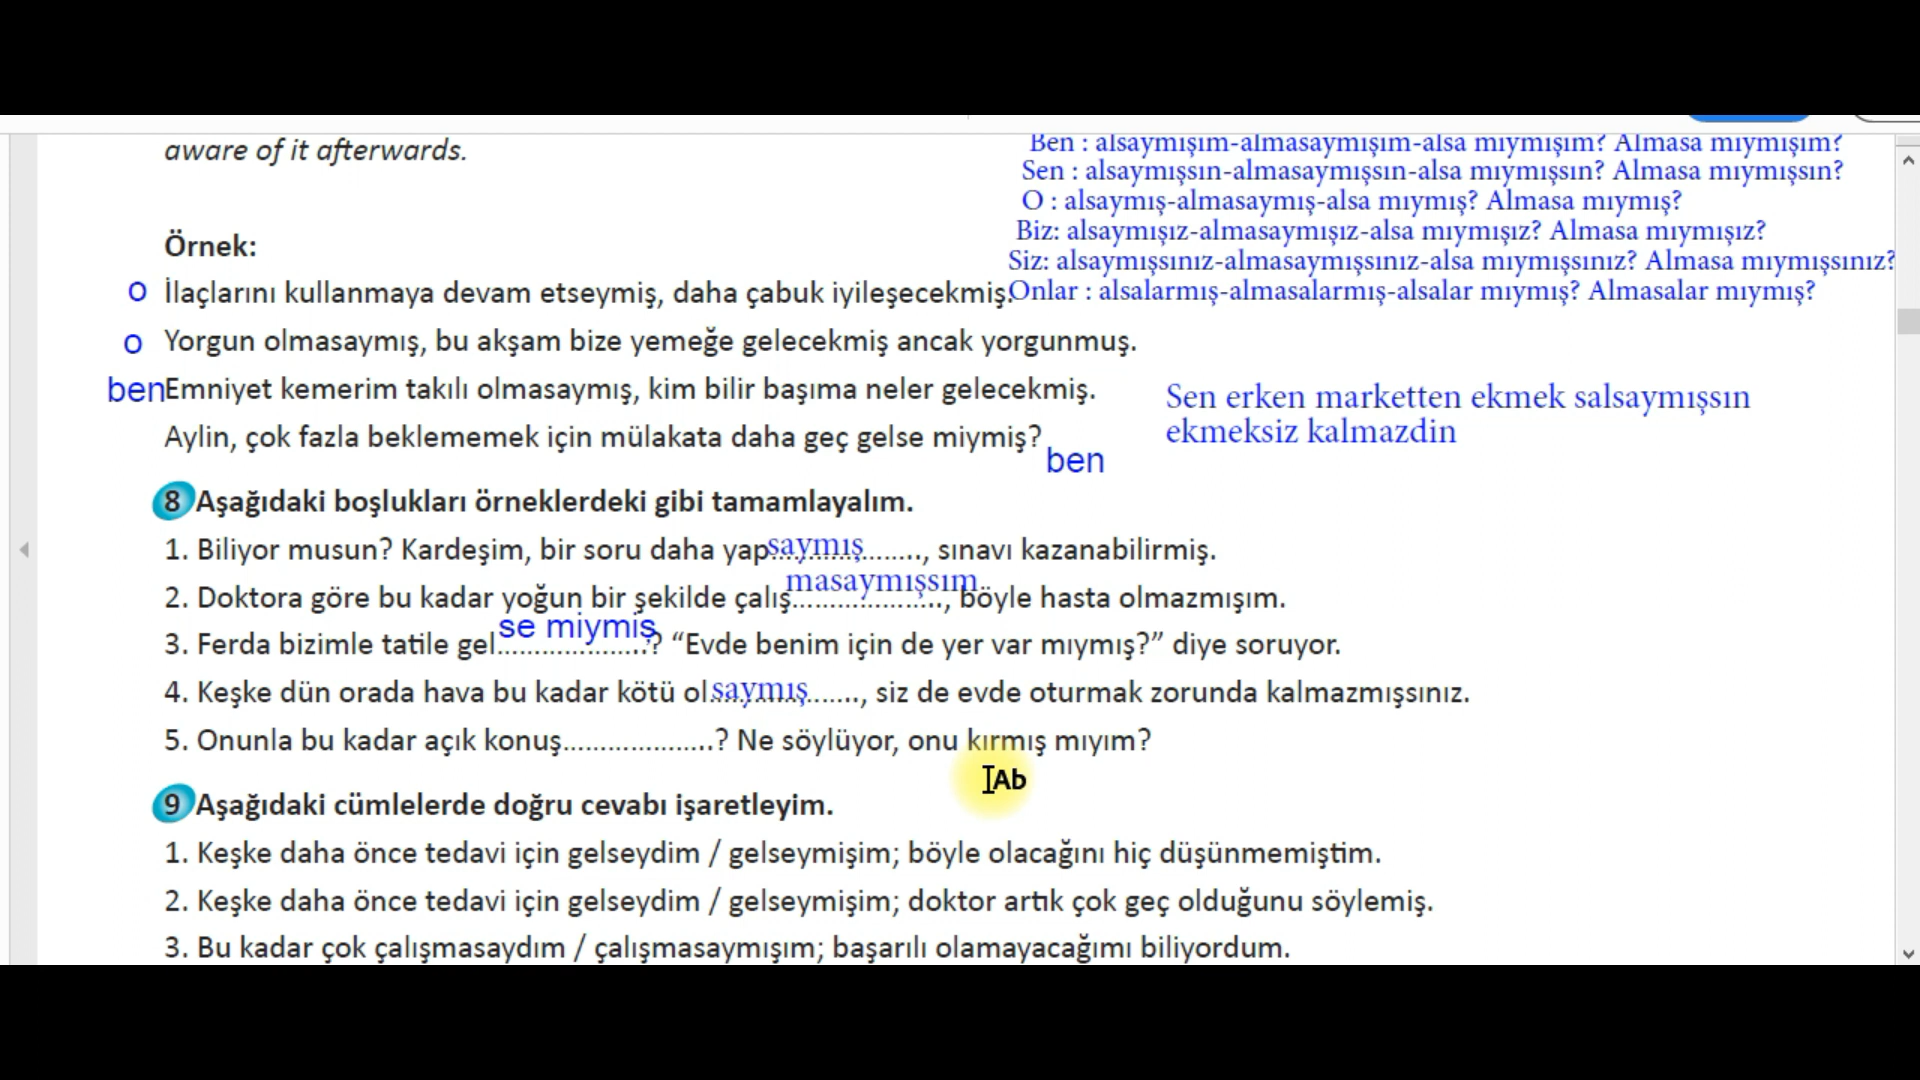 aware of it afterwards.
Ben : alsaymışım-almasaymışım-alsa mıymışım? Almasa mıymışım?
Sen : alsaymışsın-almasaymışsın-alsa mıymışsın? Almasa mıymışsın?
O : alsaymış-almasaymış-alsa mıymış? Almasa mıymış?
Biz: alsaymışız-almasaymışız-alsa mıymışız? Almasa mıymışız?
Siz: alsaymışsınız-almasaymışsınız-alsa mıymışsınız? Almasa mıymışsınız?
Onlar : alsalarmış-almasalarmış-alsalar mıymış? Almasalar mıymış?
Örnek:
o İlaçlarını kullanmaya devam etseymiş, daha çabuk iyileşecekmiş.
o Yorgun olmasaymış, bu akşam bize yemeğe gelecekmiş ancak yorgunmuş.
ben Emniyet kemerim takılı olmasaymış, kim bilir başıma neler gelecekmiş.
Aylin, çok fazla beklememek için mülakata daha geç gelse miymiş?
ben
Sen erken marketten ekmek salsaymışsın
ekmeksiz kalmazdin
8 Aşağıdaki boşlukları örneklerdeki gibi tamamlayalım.
1. Biliyor musun? Kardeşim, bir soru daha yap saymış ...................., sınavı kazanabilirmiş.
masaymışsım
2. Doktora göre bu kadar yoğun bir şekilde çalış...................., böyle hasta olmazmışım.
se miymiş
3. Ferda bizimle tatile gel....................? “Evde benim için de yer var mıymış?” diye soruyor.
4. Keşke dün orada hava bu kadar kötü ol saymış ...................., siz de evde oturmak zorunda kalmazmışsınız.
5. Onunla bu kadar açık konuş....................? Ne söylüyor, onu kırmış mıyım?
Ab
9 Aşağıdaki cümlelerde doğru cevabı işaretleyim.
1. Keşke daha önce tedavi için gelseydim / gelseymişim; böyle olacağını hiç düşünmemiştim.
2. Keşke daha önce tedavi için gelseydim / gelseymişim; doktor artık çok geç olduğunu söylemiş.
3. Bu kadar çok çalışmasaydım / çalışmasaymışım; başarılı olamayacağımı biliyordum.